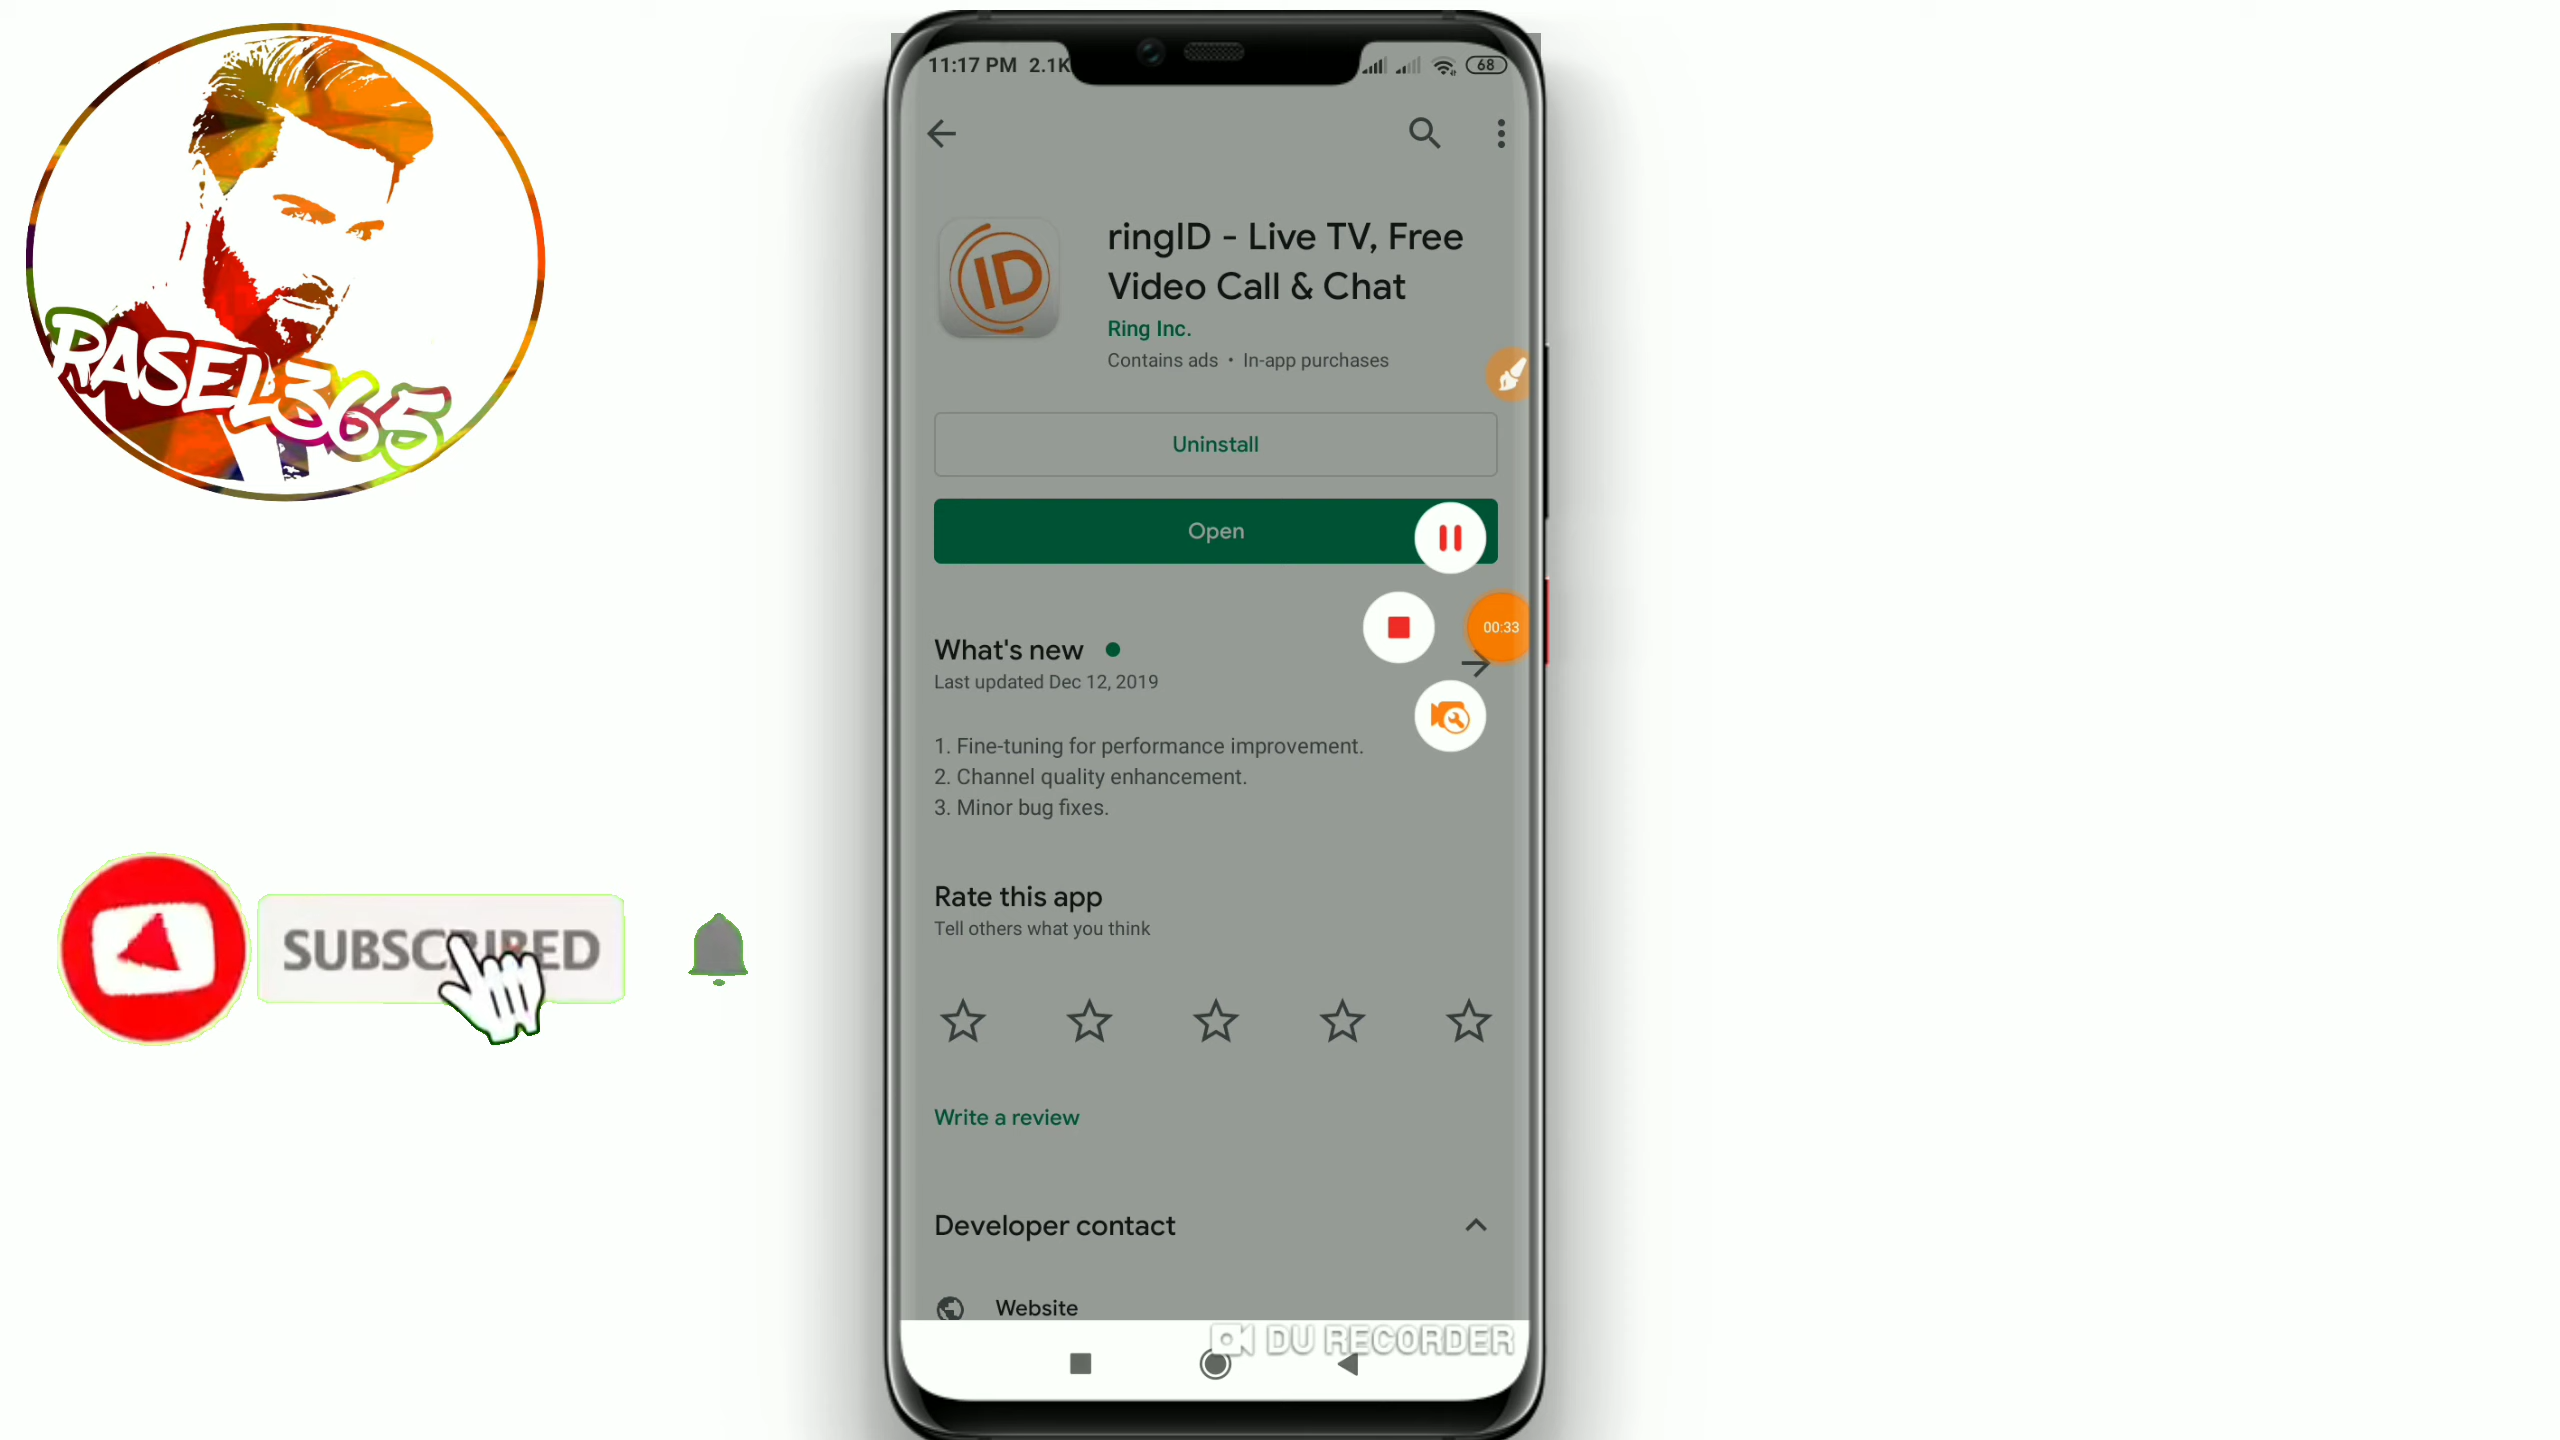 RASEL365
SUBSCRIBED
11:17 PM 2.1K
68
ringID - Live TV, Free
Video Call & Chat
Ring Inc.
Contains ads • In-app purchases
Uninstall
Open
What's new
00:33
Last updated Dec 12, 2019
1. Fine-tuning for performance improvement.
2. Channel quality enhancement.
3. Minor bug fixes.
Rate this app
Tell others what you think
Write a review
Developer contact
Website
DU RECORDER